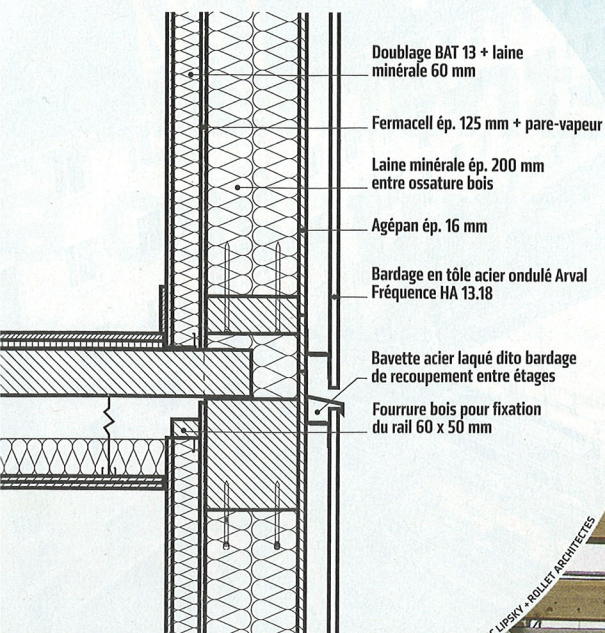 Doublage BAT 13 + laine
minérale 60 mm
Fermacell ép. 125 mm + pare-vapeur
Laine minérale ép. 200 mm
entre ossature bois
Agépan ép. 16 mm
Bardage en tôle acier ondulé Arval
Fréquence HA 13.18
Bavette acier laqué dito bardage
de recoupement entre étages
Fourrure bois pour fixation
du rail 60 x 50 mm
LIPSKY + ROLLET ARCHITECTES